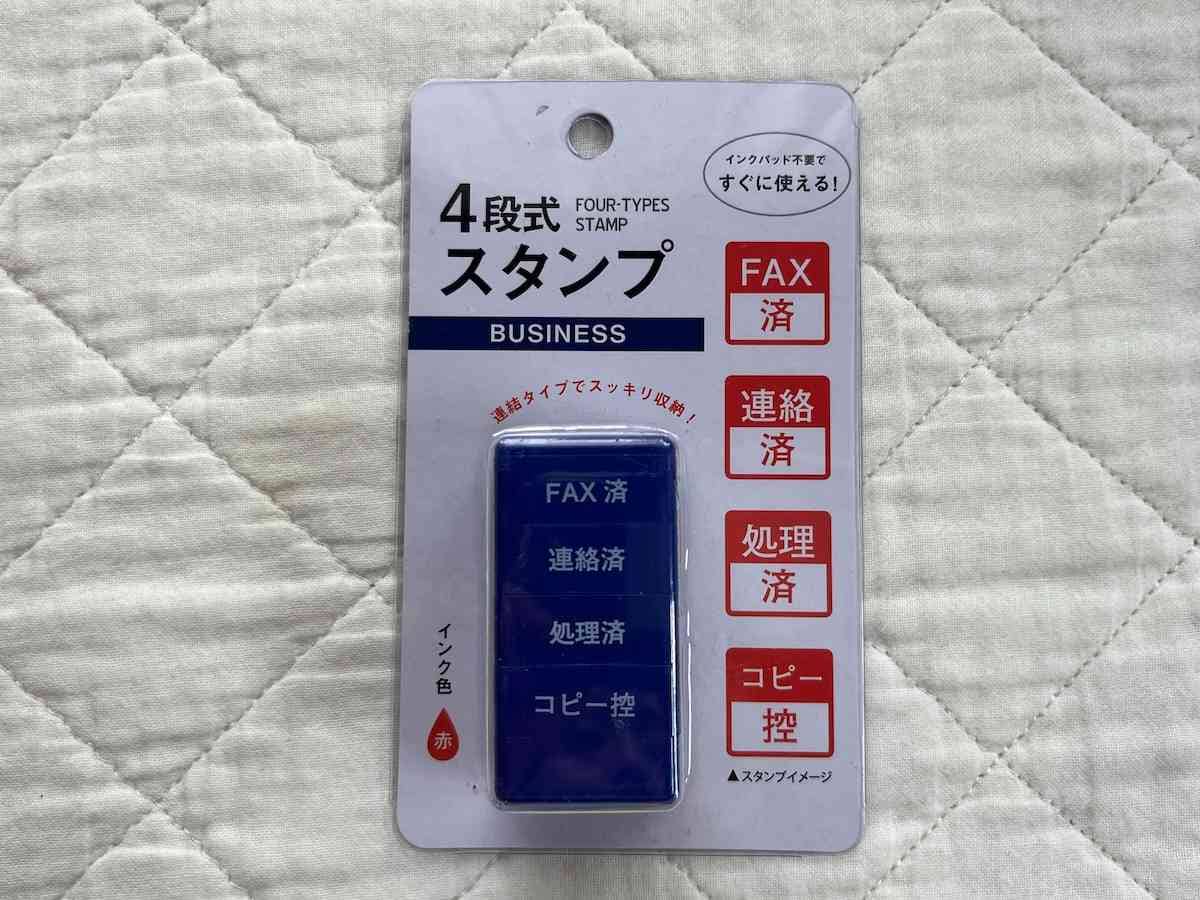 インクパッド不要で
すぐに使える!
4段式
FOUR-TYPES
STAMP
スタンプ
BUSINESS
連結タイプでスッキリ収納!
FAX 済
連絡済
処理済
コピー控
インク色
赤
FAX
済
連絡
済
処理
済
コピー
控
▲スタンプイメージ